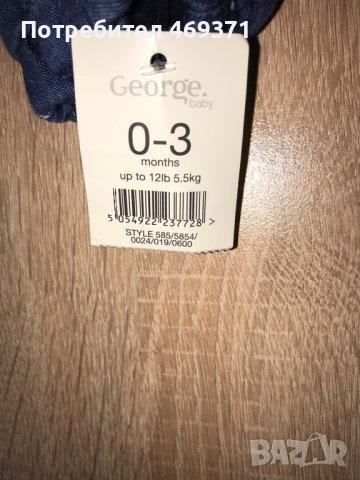 Потребител 469371
George.
baby
0-3
months
up to 12lb 5.5kg
5 054922 237728 >
STYLE 585/5854/
0024/019/0600
BAZAR